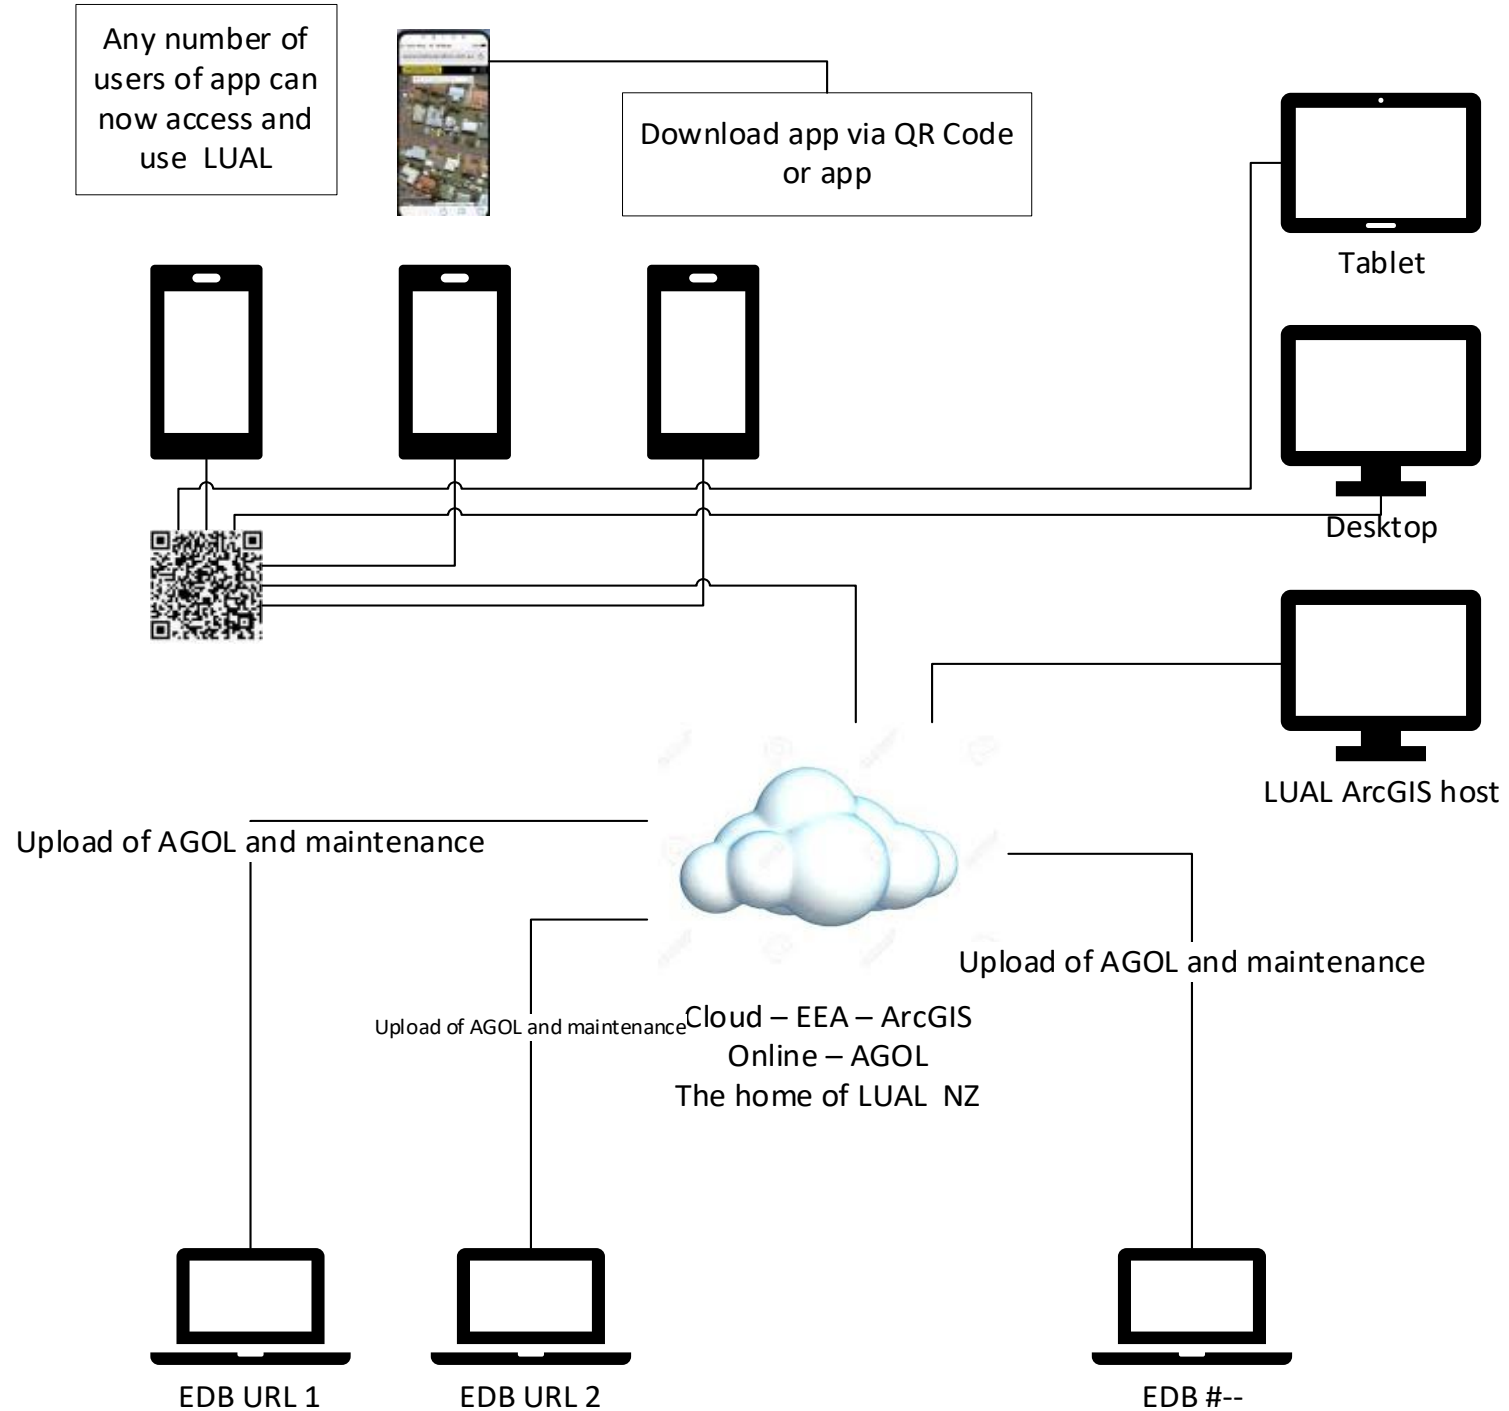 Any number of
users of app can
now access and
use LUAL
Download app via QR Code
or app
Tablet
Desktop
LUAL ArcGIS host
Upload of AGOL and maintenance
Upload of AGOL and maintenance
Upload of AGOL and maintenance
Cloud – EEA – ArcGIS
Online – AGOL
The home of LUAL NZ
EDB URL 1
EDB URL 2
EDB #--